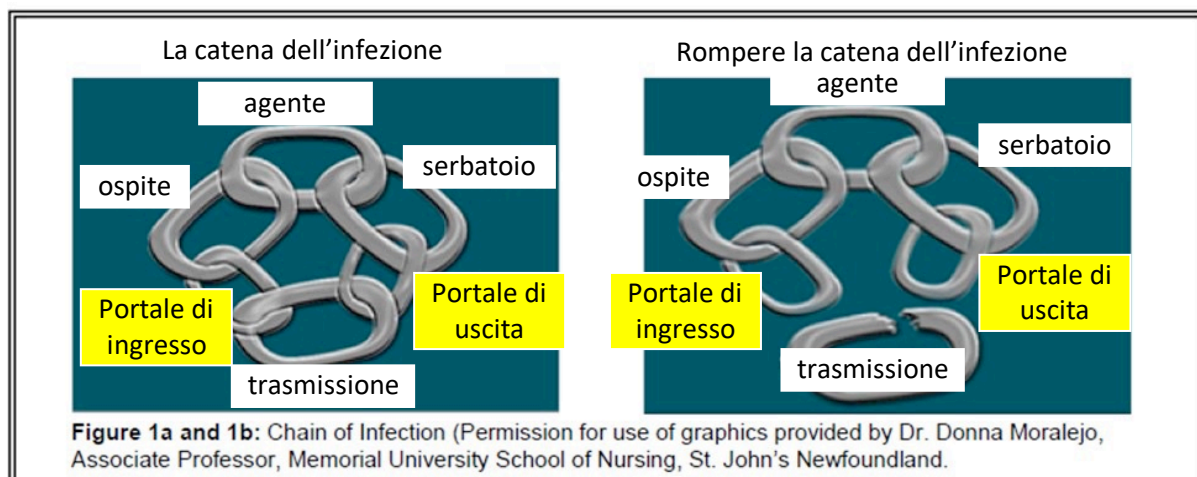 La catena dell’infezione
agente
serbatoio
ospite
Portale di
ingresso
Portale di
uscita
trasmissione
Rompere la catena dell’infezione
agente
serbatoio
ospite
Portale di
ingresso
Portale di
uscita
trasmissione
Figure 1a and 1b: Chain of Infection (Permission for use of graphics provided by Dr. Donna Moralejo,
Associate Professor, Memorial University School of Nursing, St. John's Newfoundland.